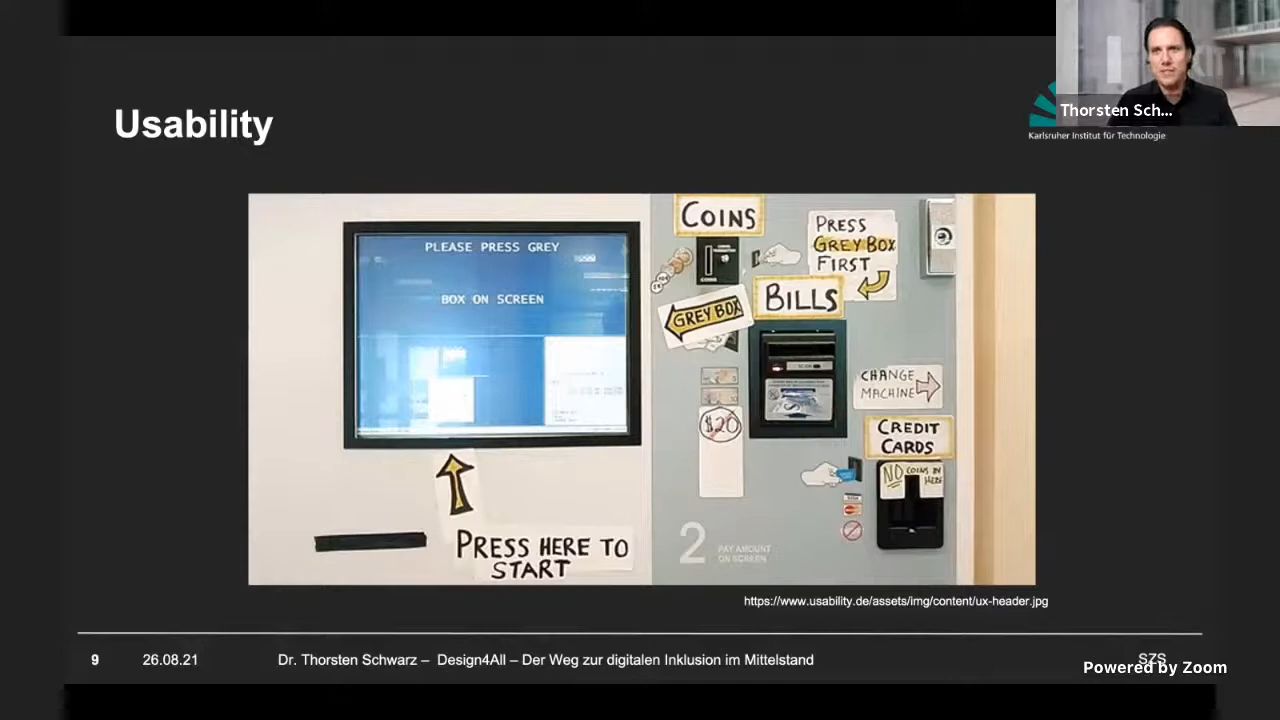 Thorsten Sch...
Karlsruher Institut für Technologie
Usability
PLEASE PRESS GREY
BOX ON SCREEN
COINS
PRESS
GREY BOX
FIRST
GREY BOX
BILLS
CHANGE
MACHINE
$20
CREDIT
CARDS
NO COINS IN
HERE
2 PAY AMOUNT
ON SCREEN
PRESS HERE TO
START
https://www.usability.de/assets/img/content/ux-header.jpg
9 26.08.21 Dr. Thorsten Schwarz – Design4All – Der Weg zur digitalen Inklusion im Mittelstand SZS
Powered by Zoom